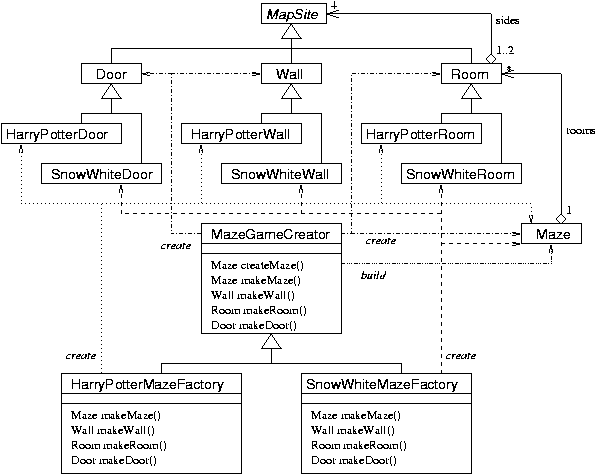 MapSite
4
sides
1..2
Door
Wall
Room
*
HarryPotterDoor
HarryPotterWall
HarryPotterRoom
rooms
SnowWhiteDoor
SnowWhiteWall
SnowWhiteRoom
1
MazeGameCreator
Maze
create
create
Maze createMaze()
build
Maze makeMaze()
Wall makeWall()
Room makeRoom()
Door makeDoor()
create
create
HarryPotterMazeFactory
SnowWhiteMazeFactory
Maze makeMaze()
Wall makeWall()
Room makeRoom()
Door makeDoor()
Maze makeMaze()
Wall makeWall()
Room makeRoom()
Door makeDoor()